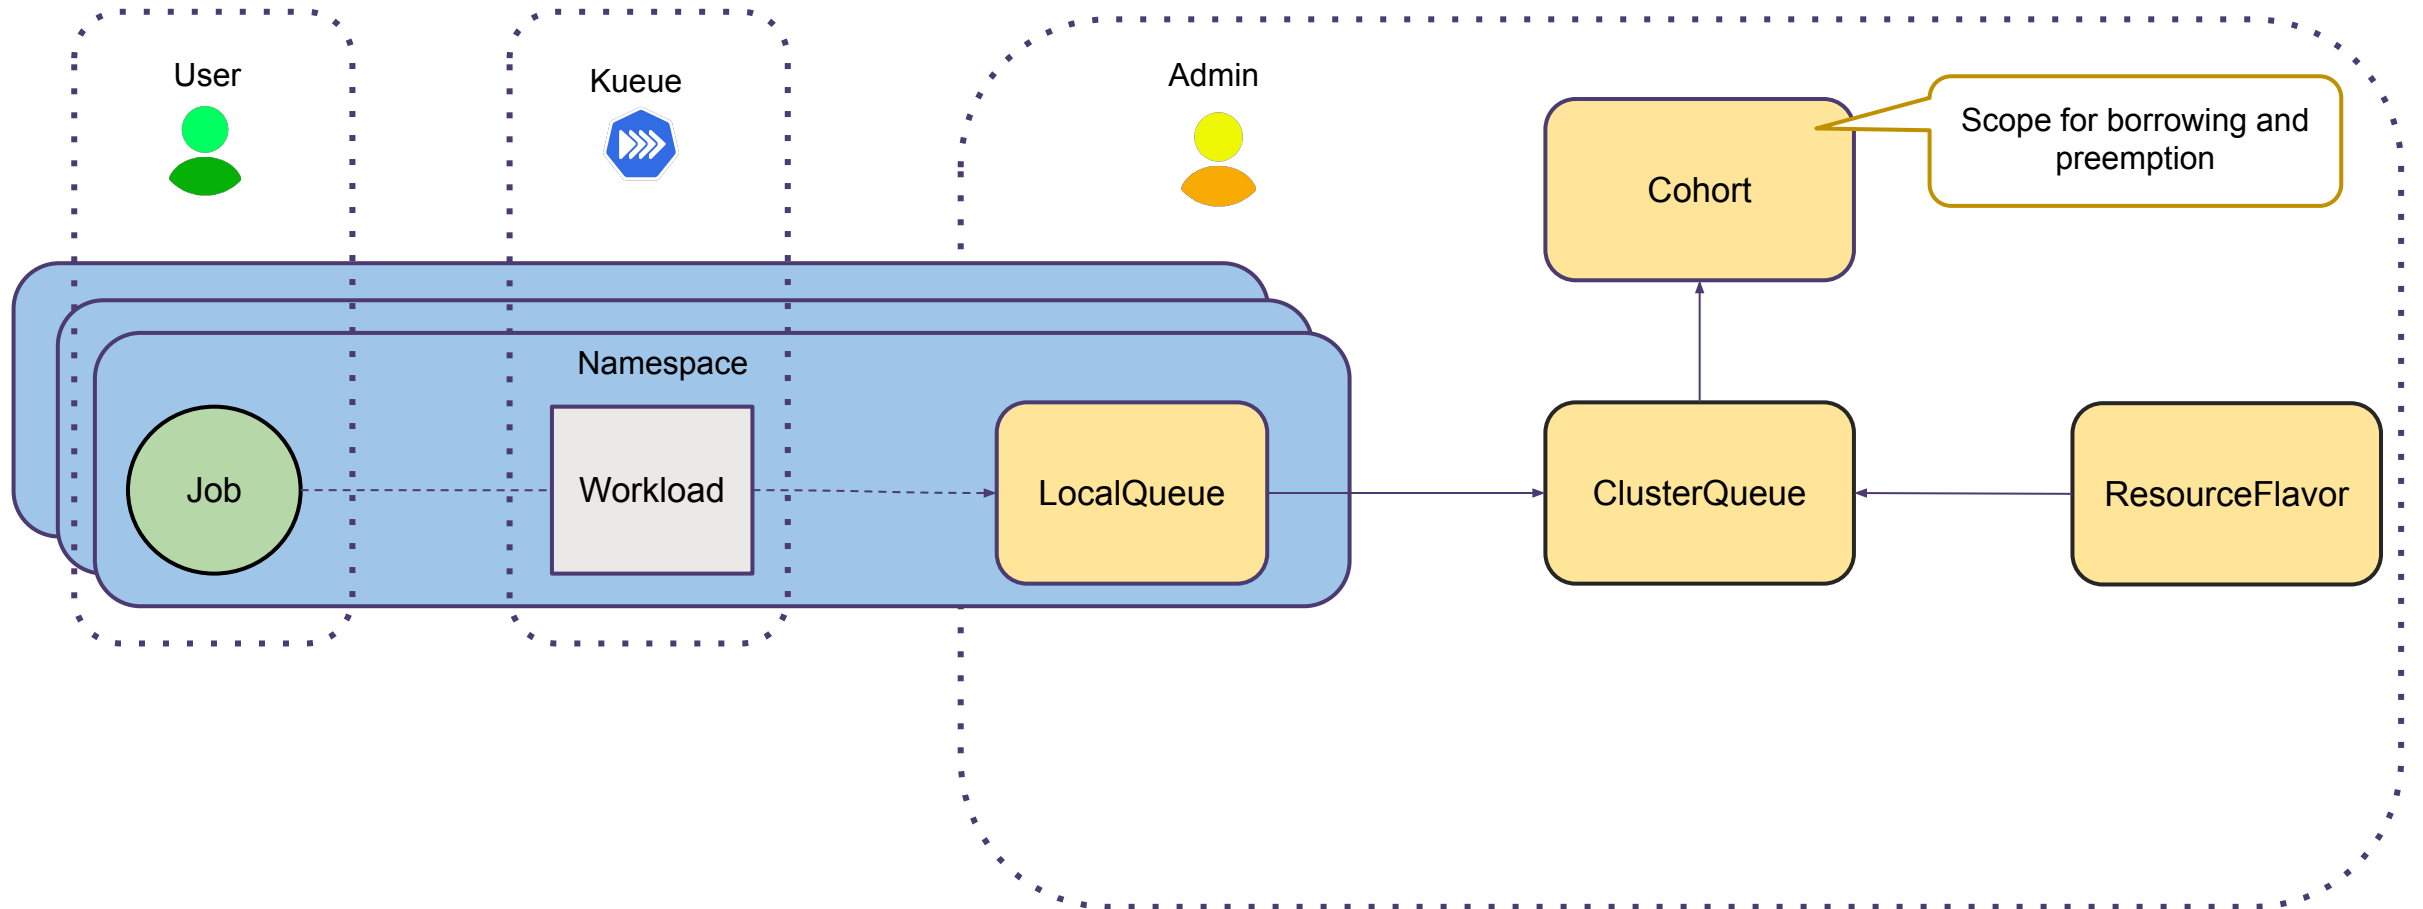 User
Kueue
Admin
Scope for borrowing and
preemption
Cohort
Namespace
Job
Workload
LocalQueue
ClusterQueue
ResourceFlavor